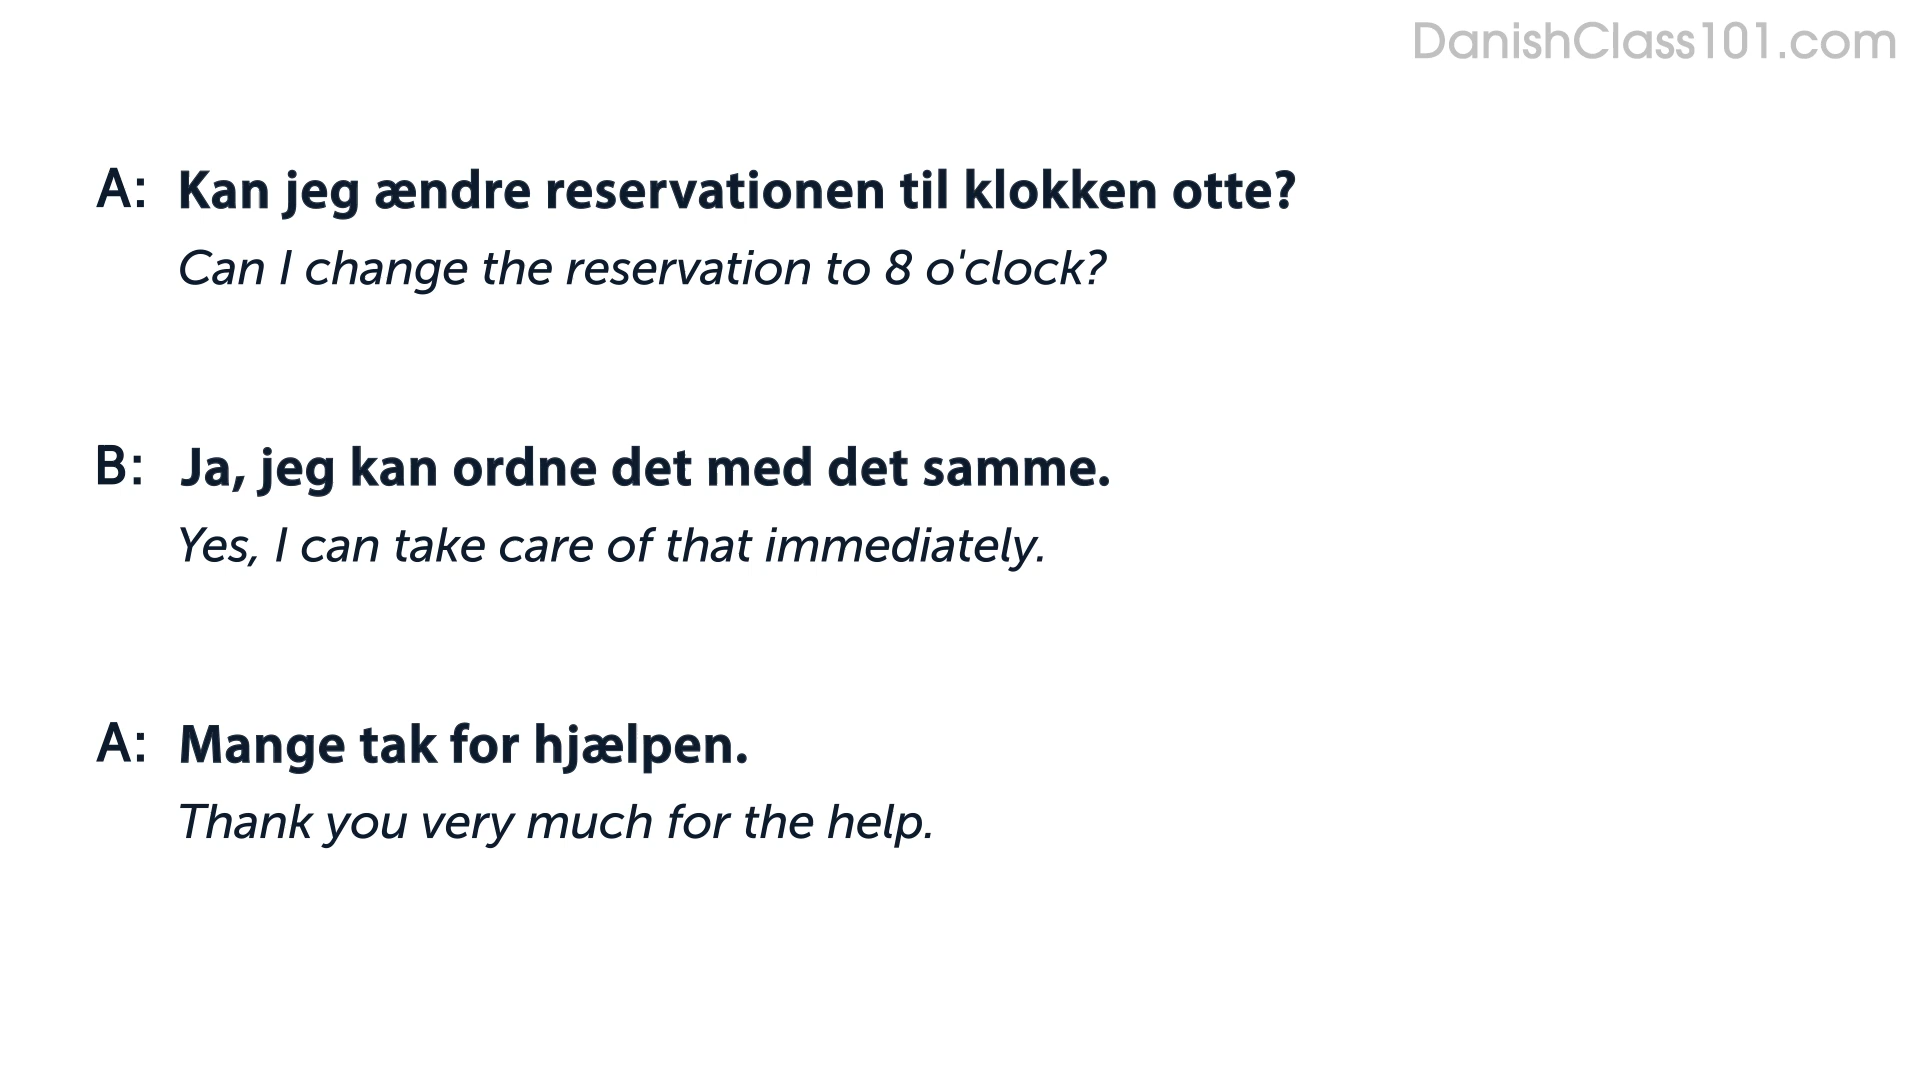 DanishClass101.com
A: Kan jeg ændre reservationen til klokken otte?
Can I change the reservation to 8 o'clock?
B: Ja, jeg kan ordne det med det samme.
Yes, I can take care of that immediately.
A: Mange tak for hjælpen.
Thank you very much for the help.